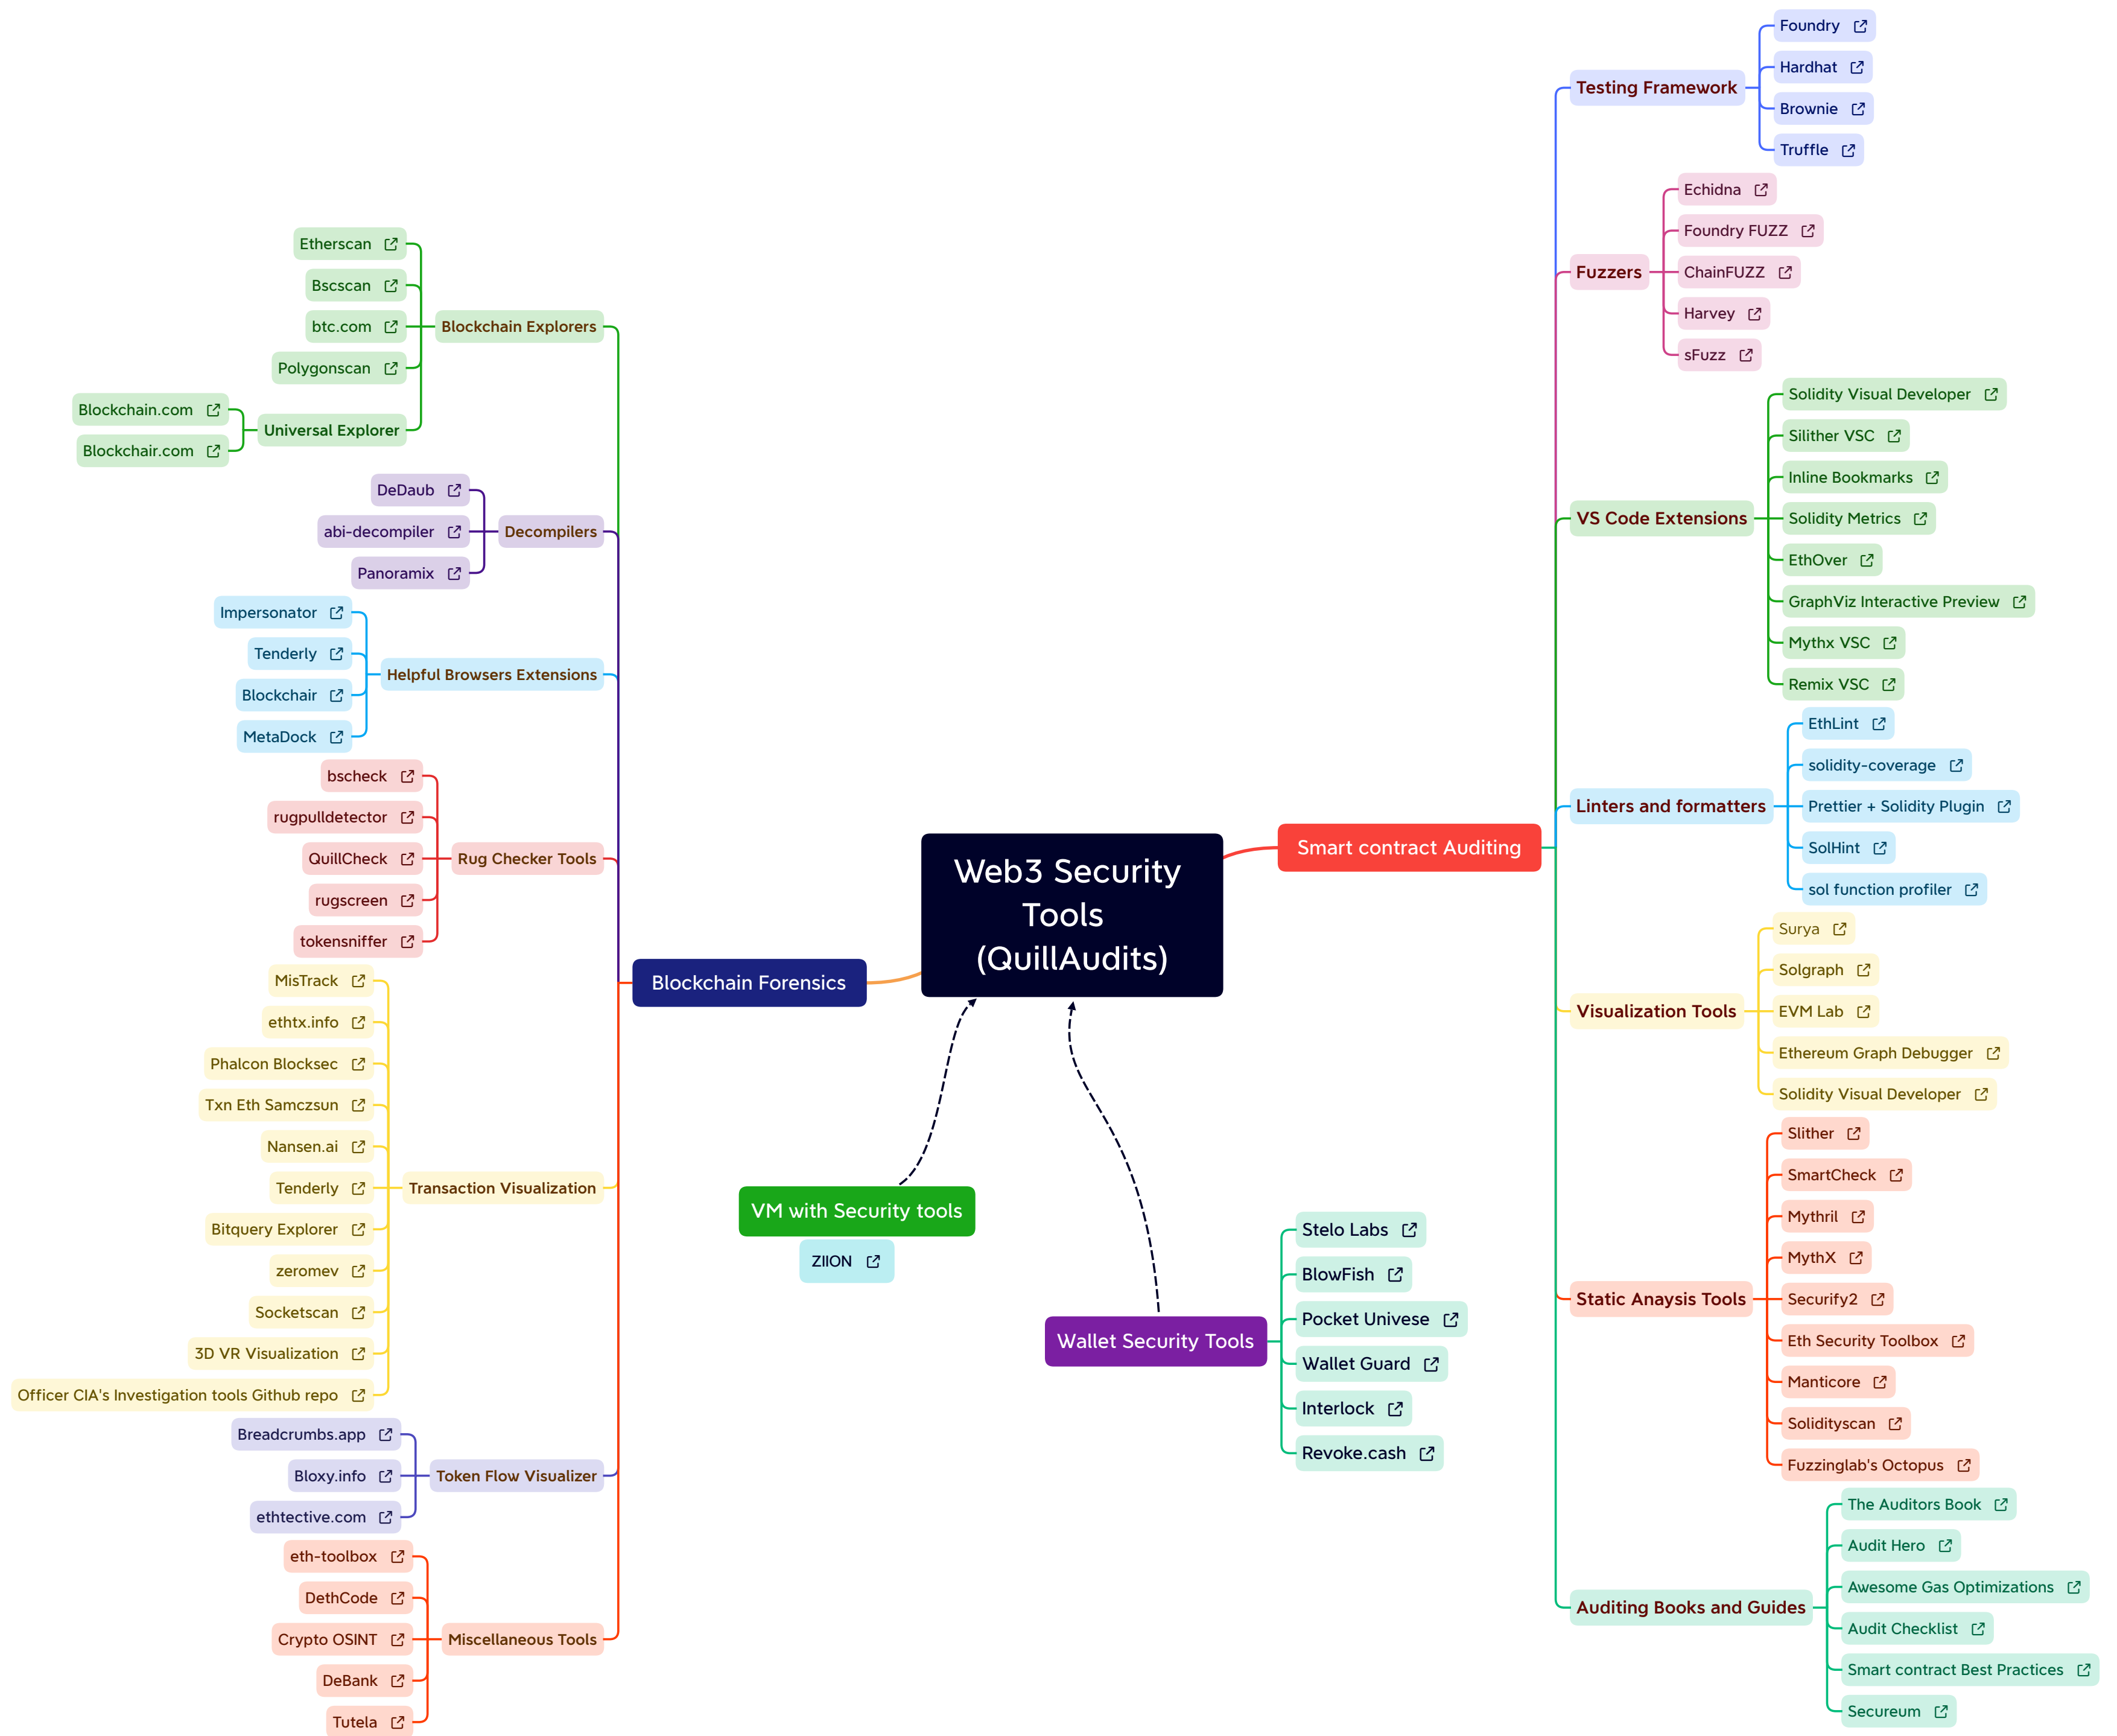 Web3 Security
Tools
(QuillAudits)
Smart contract Auditing
Testing Framework
Foundry
Hardhat
Brownie
Truffle
Fuzzers
Echidna
Foundry FUZZ
ChainFUZZ
Harvey
sFuzz
VS Code Extensions
Solidity Visual Developer
Silither VSC
Inline Bookmarks
Solidity Metrics
EthOver
GraphViz Interactive Preview
Mythx VSC
Remix VSC
Linters and formatters
EthLint
solidity-coverage
Prettier + Solidity Plugin
SolHint
sol function profiler
Visualization Tools
Surya
Solgraph
EVM Lab
Ethereum Graph Debugger
Solidity Visual Developer
Static Anaysis Tools
Slither
SmartCheck
Mythril
MythX
Securify2
Eth Security Toolbox
Manticore
Solidityscan
Fuzzinglab's Octopus
Auditing Books and Guides
The Auditors Book
Audit Hero
Awesome Gas Optimizations
Audit Checklist
Smart contract Best Practices
Secureum
Blockchain Forensics
Blockchain Explorers
Etherscan
Bscscan
btc.com
Polygonscan
Universal Explorer
Blockchain.com
Blockchair.com
Decompilers
DeDaub
abi-decompiler
Panoramix
Helpful Browsers Extensions
Impersonator
Tenderly
Blockchair
MetaDock
Rug Checker Tools
bscheck
rugpulldetector
QuillCheck
rugscreen
tokensniffer
Transaction Visualization
MisTrack
ethtx.info
Phalcon Blocksec
Txn Eth Samczsun
Nansen.ai
Tenderly
Bitquery Explorer
zeromev
Socketscan
3D VR Visualization
Officer CIA's Investigation tools Github repo
Token Flow Visualizer
Breadcrumbs.app
Bloxy.info
ethtective.com
Miscellaneous Tools
eth-toolbox
DethCode
Crypto OSINT
DeBank
Tutela
VM with Security tools
ZIION
Wallet Security Tools
Stelo Labs
BlowFish
Pocket Univese
Wallet Guard
Interlock
Revoke.cash